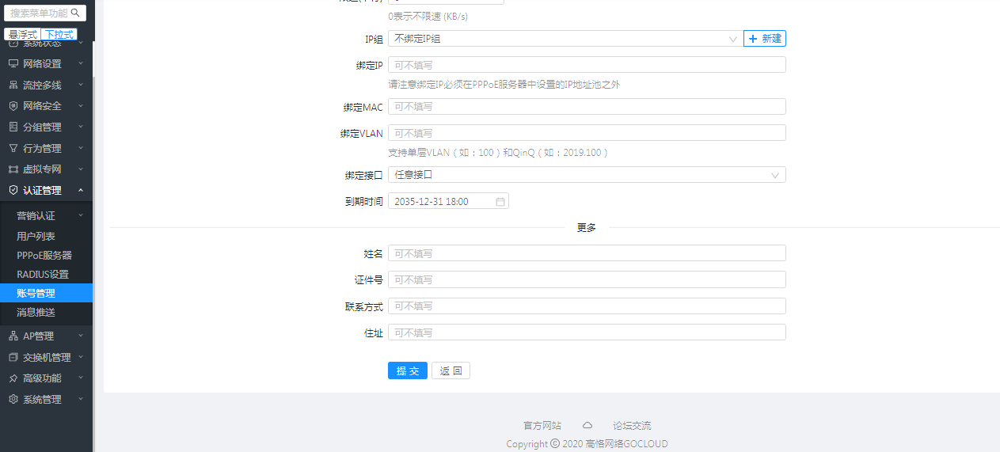 搜索菜单功能
悬浮式 下拉式
系统状态
网络设置
流控多线
网络安全
分组管理
行为管理
虚拟专网
认证管理
营销认证
用户列表
PPPoE服务器
RADIUS设置
账号管理
消息推送
AP管理
交换机管理
高级功能
系统管理
0表示不限速 (KB/s)
IP组 不绑定IP组 + 新建
绑定IP 可不填写
请注意绑定IP必须在PPPoE服务器中设置的IP地址池之外
绑定MAC 可不填写
绑定VLAN 可不填写
支持单层VLAN（如：100）和QinQ（如：2019.100）
绑定接口 任意接口
到期时间 2035-12-31 18:00
更多
姓名 可不填写
证件号 可不填写
联系方式 可不填写
住址 可不填写
提 交 返 回
官方网站 论坛交流
Copyright © 2020 高恪网络GOCLOUD